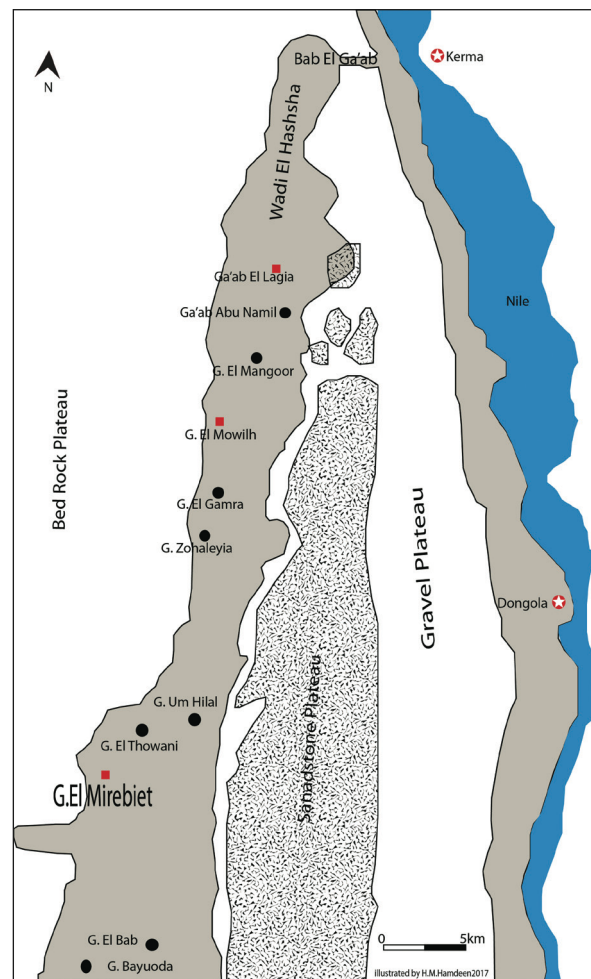 Bab El Ga'ab
Kerma
N
Wadi El Hashsha
Ga'ab El Lagia
Ga'ab Abu Namil
Nile
G. El Mangoor
Bed Rock Plateau
G. El Mowilh
G. El Gamra
G. Zohaleyia
Gravel Plateau
Dongola
Sanadstone Plateau
G. Um Hilal
G. El Thowani
G.El Mirebiet
G. El Bab
G. Bayuoda
0 5km
illustrated by H.M.Hamdeen2017